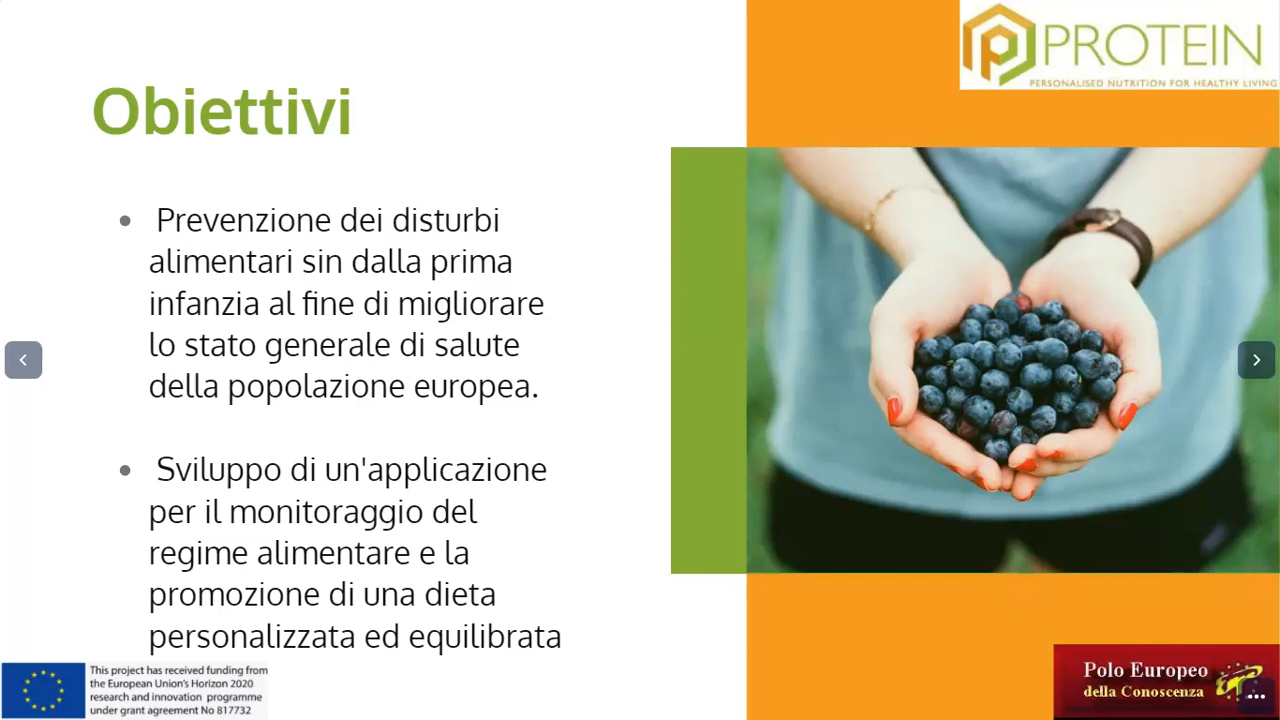 PROTEIN
PERSONALISED NUTRITION FOR HEALTHY LIVING
Obiettivi
• Prevenzione dei disturbi
alimentari sin dalla prima
infanzia al fine di migliorare
lo stato generale di salute
della popolazione europea.
• Sviluppo di un'applicazione
per il monitoraggio del
regime alimentare e la
promozione di una dieta
personalizzata ed equilibrata
This project has received funding from
the European Union's Horizon 2020
research and innovation programme
under grant agreement No 817732
Polo Europeo
della Conoscenza